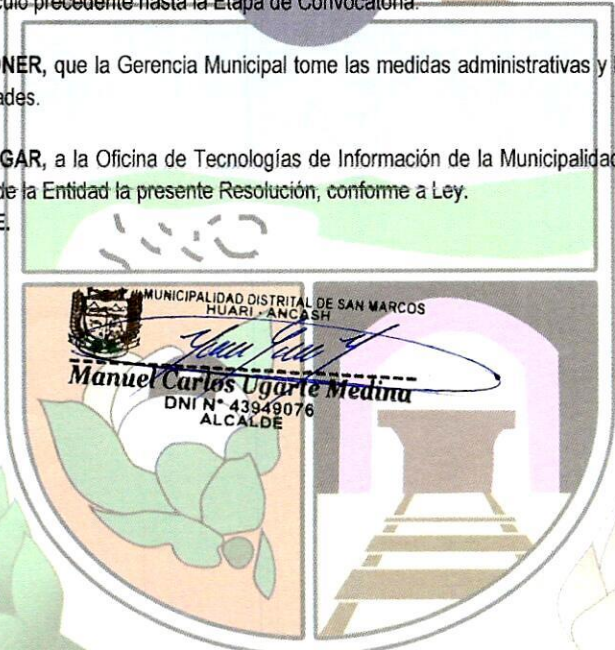 culo precedente hasta la Etapa de Convocatoria.
NER, que la Gerencia Municipal tome las medidas administrativas y
ades.
GAR, a la Oficina de Tecnologías de Información de la Municipalidad
de la Entidad la presente Resolución, conforme a Ley.
E.
MUNICIPALIDAD DISTRITAL DE SAN MARCOS
HUARI - ANCASH
Manuel Carlos Ugarte Medina
DNI N° 43949076
ALCALDE